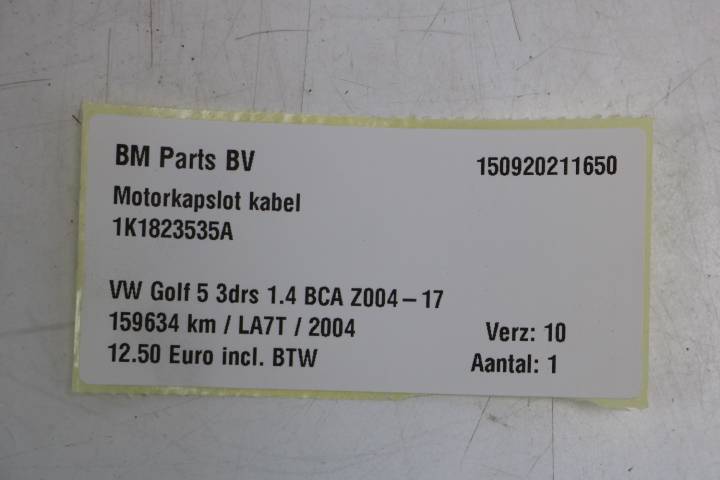 BM Parts BV 150920211650
Motorkapslot kabel
1K1823535A
VW Golf 5 3drs 1.4 BCA Z004-17
159634 km / LA7T / 2004 Verz: 10
12.50 Euro incl. BTW Aantal: 1